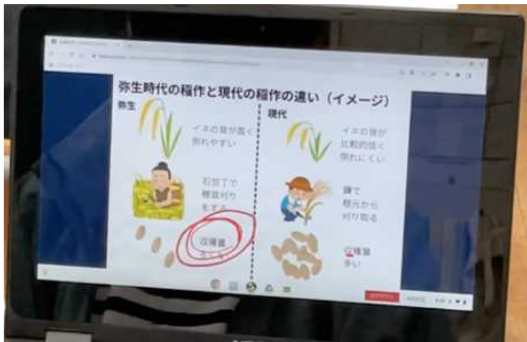 弥生時代の稲作と現代の稲作の違い（イメージ）
弥生
イネの背が高く
倒れやすい
石包丁で
穂首刈り
をする
収穫量
現代
イネの背が
比較的低く
倒れにくい
鎌で
根元から
刈り取る
収穫量
多い